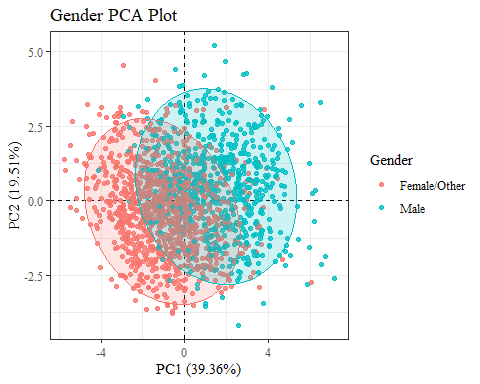 Gender PCA Plot
PC2 (19.51%)
5.0
2.5
0.0
-2.5
-4
0
4
PC1 (39.36%)
Gender
Female/Other
Male